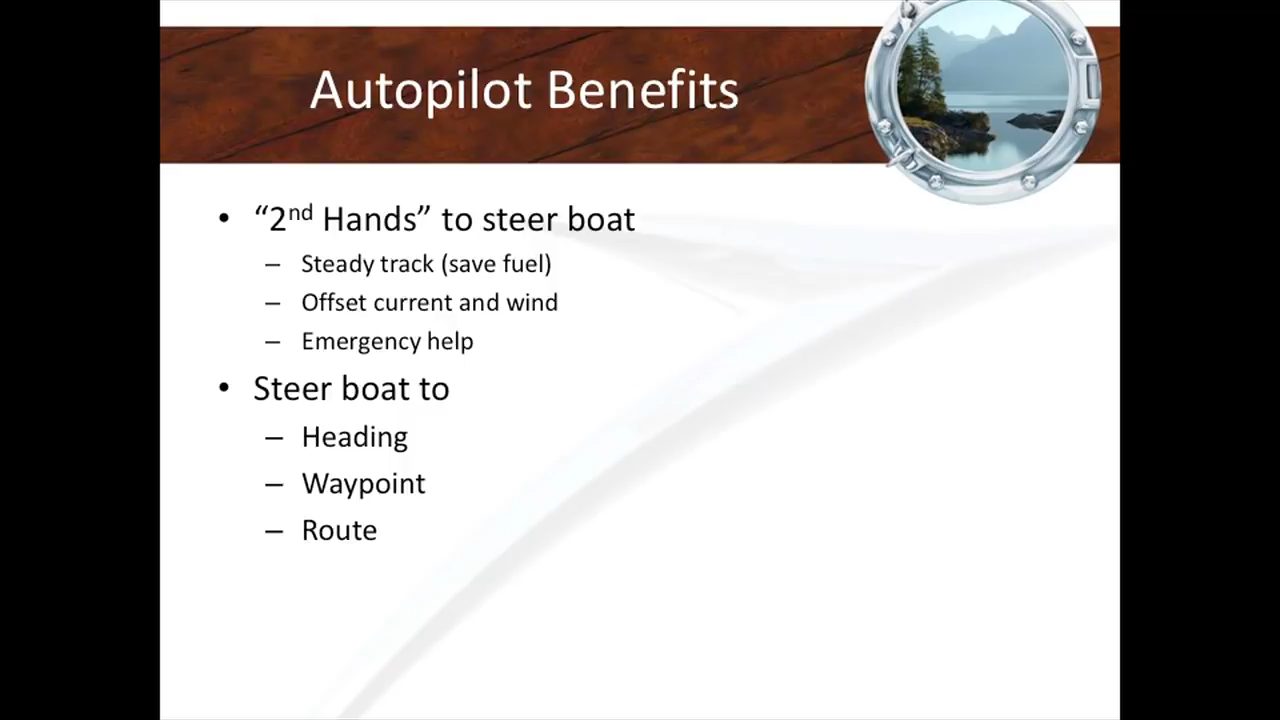 Autopilot Benefits
• “2nd Hands” to steer boat
– Steady track (save fuel)
– Offset current and wind
– Emergency help
• Steer boat to
– Heading
– Waypoint
– Route